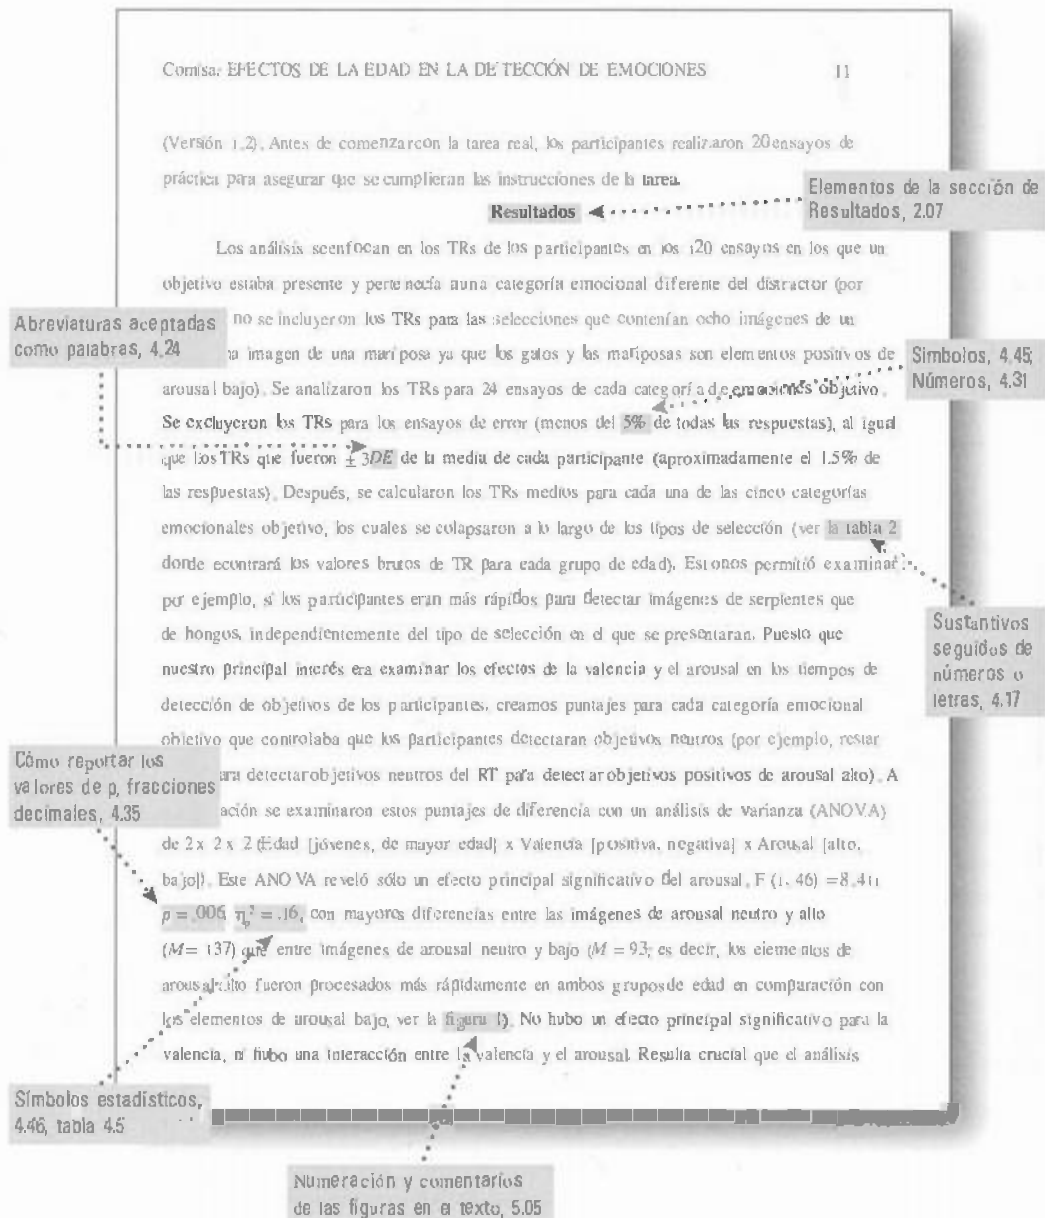 Cornisa: EFECTOS DE LA EDAD EN LA DETECCIÓN DE EMOCIONES 11
(Versión 1.2). Antes de comenzar con la tarea real, los participantes realizaron 20 ensayos de
práctica para asegurar que se cumplieran las instrucciones de la tarea.
Elementos de la sección de
Resultados, 2.07
Resultados
Los análisis se enfocan en los TRs de los participantes en los 120 ensayos en los que un
objetivo estaba presente y pertenecía a una categoría emocional diferente del distractor (por
Abreviaturas aceptadas
como palabras, 4.24
no se incluyeron los TRs para las selecciones que contenían ocho imágenes de un
na imagen de una mariposa ya que los gatos y las mariposas son elementos positivos de
Símbolos, 4.45;
Números, 4.31
arousal bajo). Se analizaron los TRs para 24 ensayos de cada categoría de emociones objetivo.
Se excluyeron los TRs para los ensayos de error (menos del 5% de todas las respuestas), al igual
que los TRs que fueron ± 3DE de la media de cada participante (aproximadamente el 1.5% de
las respuestas). Después, se calcularon los TRs medios para cada una de las cinco categorías
emocionales objetivo, los cuales se colapsaron a lo largo de los tipos de selección (ver la tabla 2
donde econtrará los valores brutos de TR para cada grupo de edad). Esto nos permitió examinar,
por ejemplo, si los participantes eran más rápidos para detectar imágenes de serpientes que
de hongos, independientemente del tipo de selección en el que se presentaran. Puesto que
Sustantivos
seguidos de
números o
letras, 4.17
nuestro principal interés era examinar los efectos de la valencia y el arousal en los tiempos de
detección de objetivos de los participantes, creamos puntajes para cada categoría emocional
objetivo que controlaba que los participantes detectaran objetivos neutros (por ejemplo, restar
Cómo reportar los
valores de p, fracciones
decimales, 4.35
ara detectar objetivos neutros del RT para detectar objetivos positivos de arousal alto). A
ación se examinaron estos puntajes de diferencia con un análisis de varianza (ANOVA)
de 2 x 2 x 2 (Edad [jóvenes, de mayor edad] x Valencia [positiva, negativa] x Arousal [alto,
bajo]). Este ANOVA reveló sólo un efecto principal significativo del arousal, F (1, 46) = 8.41,
p = .006, ηp² = .16, con mayores diferencias entre las imágenes de arousal neutro y alto
(M = 137) que entre imágenes de arousal neutro y bajo (M = 93; es decir, los elementos de
arousal alto fueron procesados más rápidamente en ambos grupos de edad en comparación con
los elementos de arousal bajo, ver la figura 1). No hubo un efecto principal significativo para la
valencia, ni hubo una interacción entre la valencia y el arousal. Resulta crucial que el análisis
Símbolos estadísticos,
4.46, tabla 4.5
Numeración y comentarios
de las figuras en el texto, 5.05